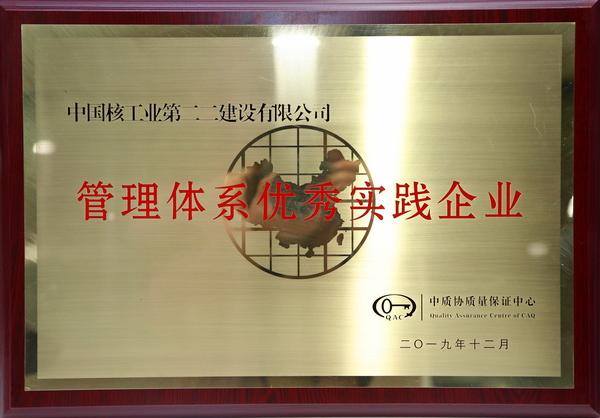 中国核工业第二二建设有限公司
管理体系优秀实践企业
QAC
中质协质量保证中心
Quality Assurance Centre of CAQ
二〇一九年十二月